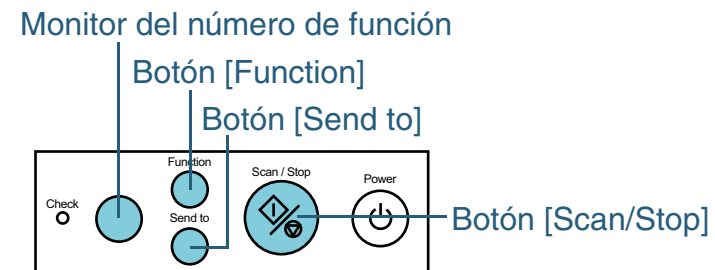 Monitor del número de función
Botón [Function]
Botón [Send to]
Function
Scan / Stop
Power
Check
Send to
Botón [Scan/Stop]